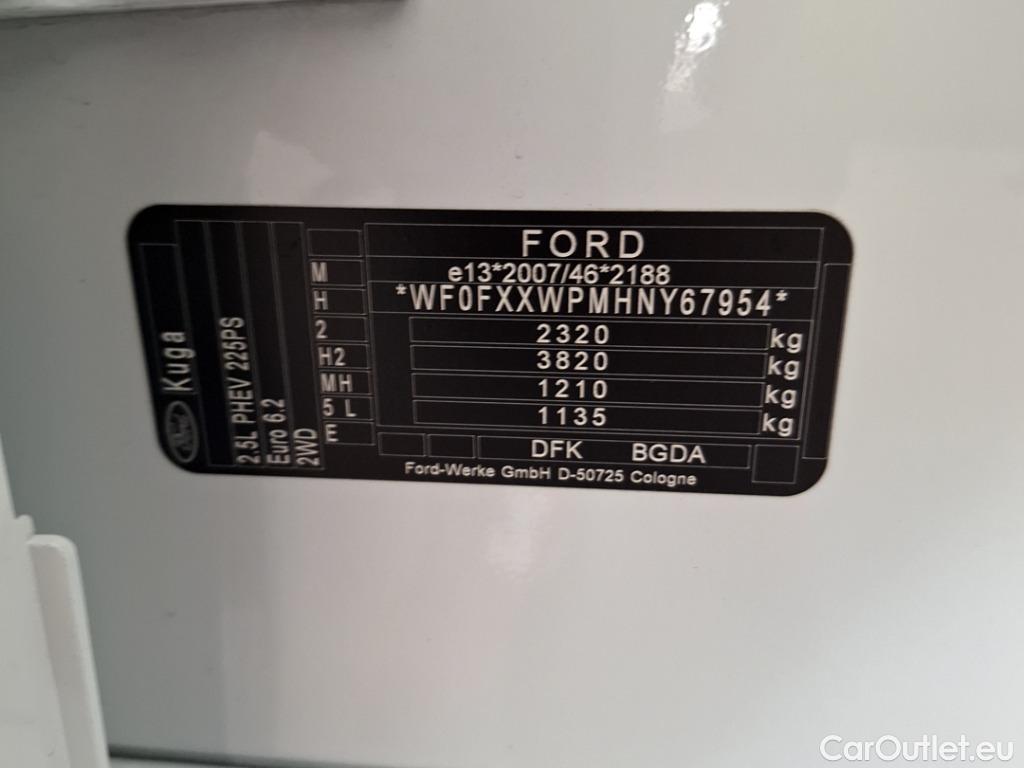 FORD
e13*2007/46*2188
*WF0FXXWPMHNY67954*
2320 kg
3820 kg
1210 kg
1135 kg
DFK BGDA
Ford-Werke GmbH D-50725 Cologne
M
H
2
H2
MH
5 L
E
Ford Kuga
2.5L PHEV 225PS
Euro 6.2
2WD
CarOutlet.eu